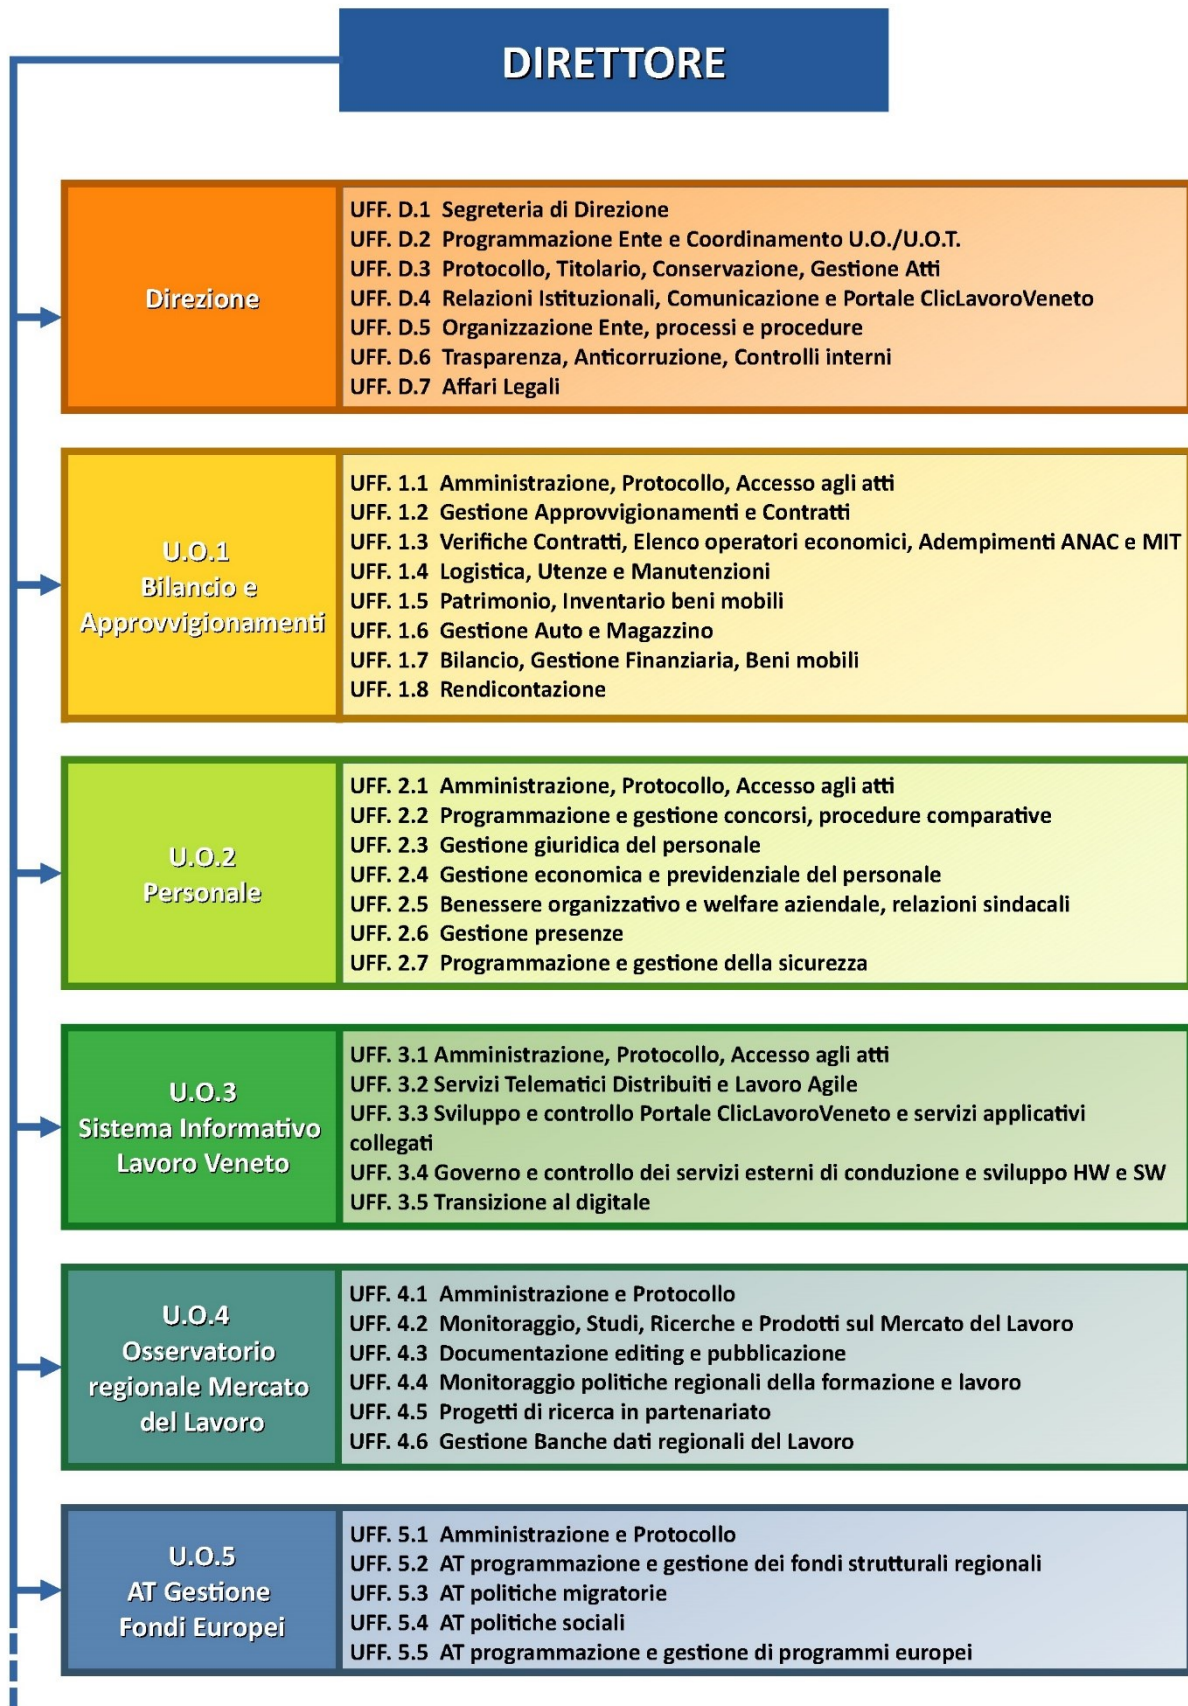 DIRETTORE
Direzione
UFF. D.1 Segreteria di Direzione
UFF. D.2 Programmazione Ente e Coordinamento U.O./U.O.T.
UFF. D.3 Protocollo, Titolario, Conservazione, Gestione Atti
UFF. D.4 Relazioni Istituzionali, Comunicazione e Portale ClicLavoroVeneto
UFF. D.5 Organizzazione Ente, processi e procedure
UFF. D.6 Trasparenza, Anticorruzione, Controlli interni
UFF. D.7 Affari Legali
U.O.1
Bilancio e
Approvvigionamenti
UFF. 1.1 Amministrazione, Protocollo, Accesso agli atti
UFF. 1.2 Gestione Approvvigionamenti e Contratti
UFF. 1.3 Verifiche Contratti, Elenco operatori economici, Adempimenti ANAC e MIT
UFF. 1.4 Logistica, Utenze e Manutenzioni
UFF. 1.5 Patrimonio, Inventario beni mobili
UFF. 1.6 Gestione Auto e Magazzino
UFF. 1.7 Bilancio, Gestione Finanziaria, Beni mobili
UFF. 1.8 Rendicontazione
U.O.2
Personale
UFF. 2.1 Amministrazione, Protocollo, Accesso agli atti
UFF. 2.2 Programmazione e gestione concorsi, procedure comparative
UFF. 2.3 Gestione giuridica del personale
UFF. 2.4 Gestione economica e previdenziale del personale
UFF. 2.5 Benessere organizzativo e welfare aziendale, relazioni sindacali
UFF. 2.6 Gestione presenze
UFF. 2.7 Programmazione e gestione della sicurezza
U.O.3
Sistema Informativo
Lavoro Veneto
UFF. 3.1 Amministrazione, Protocollo, Accesso agli atti
UFF. 3.2 Servizi Telematici Distribuiti e Lavoro Agile
UFF. 3.3 Sviluppo e controllo Portale ClicLavoroVeneto e servizi applicativi
collegati
UFF. 3.4 Governo e controllo dei servizi esterni di conduzione e sviluppo HW e SW
UFF. 3.5 Transizione al digitale
U.O.4
Osservatorio
regionale Mercato
del Lavoro
UFF. 4.1 Amministrazione e Protocollo
UFF. 4.2 Monitoraggio, Studi, Ricerche e Prodotti sul Mercato del Lavoro
UFF. 4.3 Documentazione editing e pubblicazione
UFF. 4.4 Monitoraggio politiche regionali della formazione e lavoro
UFF. 4.5 Progetti di ricerca in partenariato
UFF. 4.6 Gestione Banche dati regionali del Lavoro
U.O.5
AT Gestione
Fondi Europei
UFF. 5.1 Amministrazione e Protocollo
UFF. 5.2 AT programmazione e gestione dei fondi strutturali regionali
UFF. 5.3 AT politiche migratorie
UFF. 5.4 AT politiche sociali
UFF. 5.5 AT programmazione e gestione di programmi europei